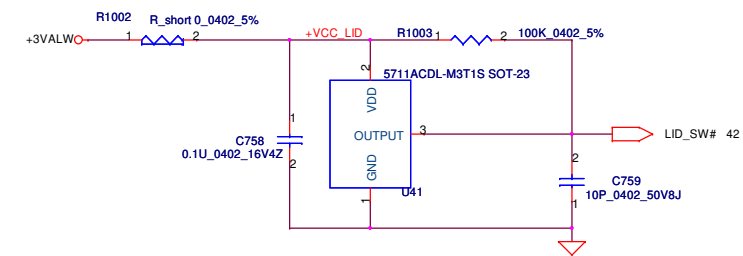 R1002
R_short 0_0402_5%
+3VALW
1
2
+VCC_LID
R1003
1
2
100K_0402_5%
2
5711ACDL-M3T1S SOT-23
VDD
OUTPUT
3
GND
1
U41
1
C758
0.1U_0402_16V4Z
2
LID_SW# 42
2
C759
10P_0402_50V8J
1